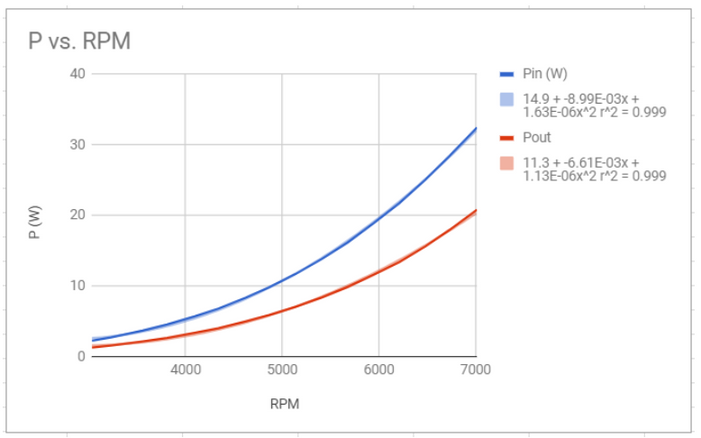 P vs. RPM
40
30
20
10
0
P (W)
4000
5000
6000
7000
RPM
Pin (W)
14.9 + -8.99E-03x +
1.63E-06x^2 r^2 = 0.999
Pout
11.3 + -6.61E-03x +
1.13E-06x^2 r^2 = 0.999